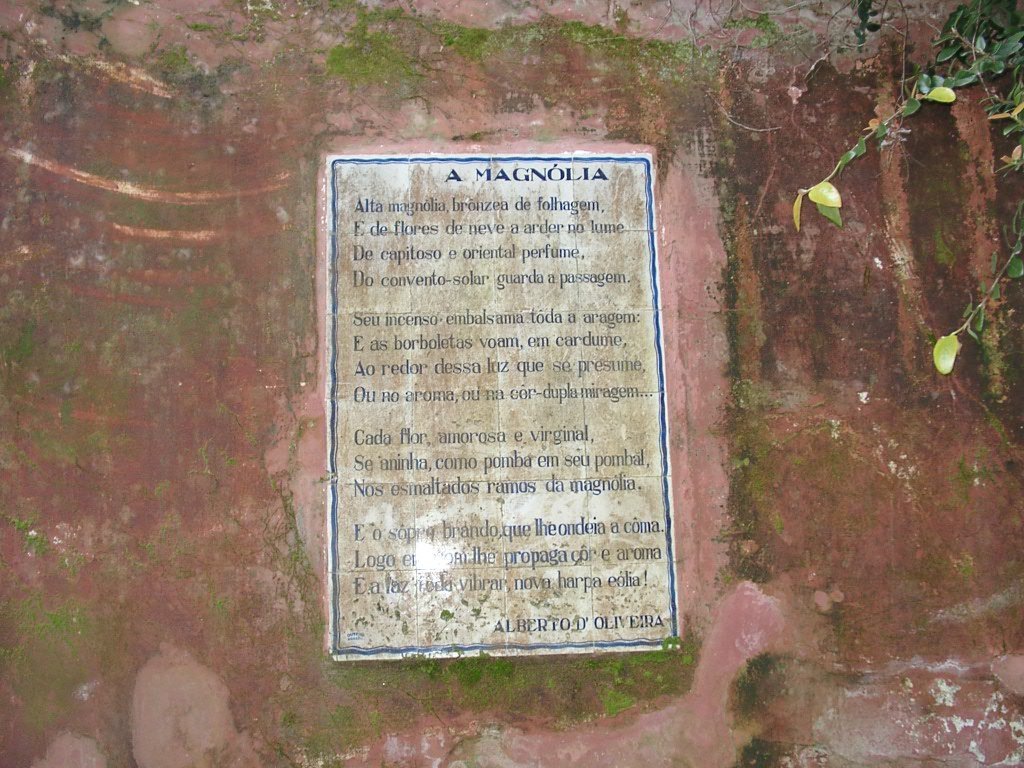 A MAGNÓLIA
Alta magnólia, brônzea de folhagem,
E de flores de neve a arder no lume
De capitoso e oriental perfume,
Do convento-solar guarda a passagem.
Seu incenso embalsama tôda a aragem:
E as borboletas voam, em cardume,
Ao redor dessa luz que se presume,
Ou no aroma, ou na côr-dupla miragem...
Cada flor, amorosa e virginal,
Se aninha, como pomba em seu pombal,
Nos esmaltados ramos da magnólia.
E o sôpro brando, que lhe ondeia a côma.
Logo em lhe propaga côr e aroma
E a faz toda vibrar, nova harpa eólia!
ALBERTO D'OLIVEIRA